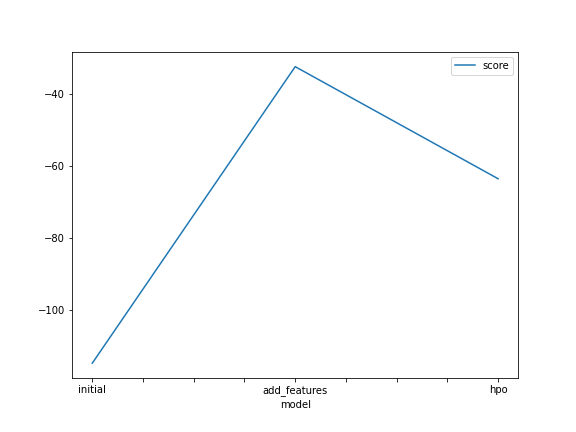 score
−40
−60
−80
−100
initial add_features hpo
model